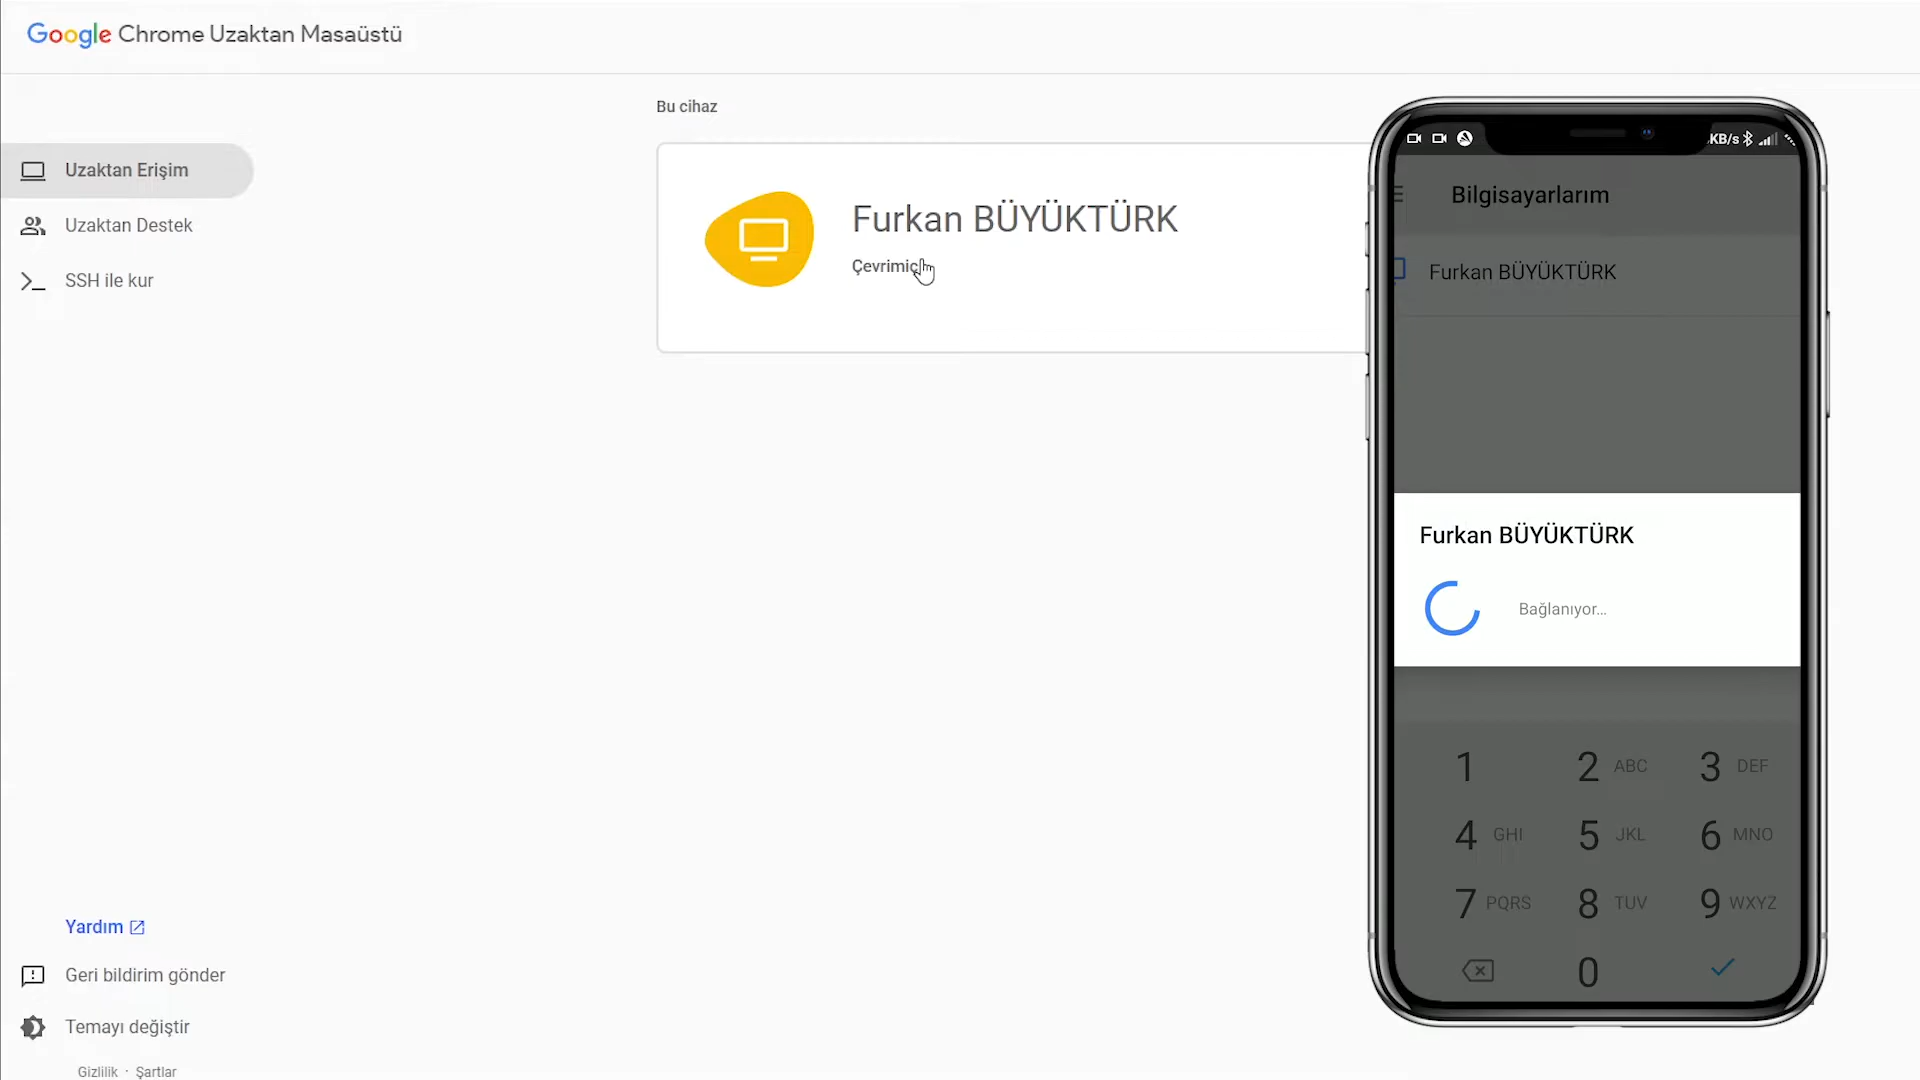 Google Chrome Uzaktan Masaüstü
Uzaktan Erişim
Uzaktan Destek
SSH ile kur
Yardım
Geri bildirim gönder
Temayı değiştir
Gizlilik · Şartlar
Bu cihaz
Furkan BÜYÜKTÜRK
KB/s
Bilgisayarlarım
Furkan BÜYÜKTÜRK
Furkan BÜYÜKTÜRK
Bağlanıyor...
1 2 ABC 3 DEF
4 GHI 5 JKL 6 MNO
7 PQRS 8 TUV 9 WXYZ
0